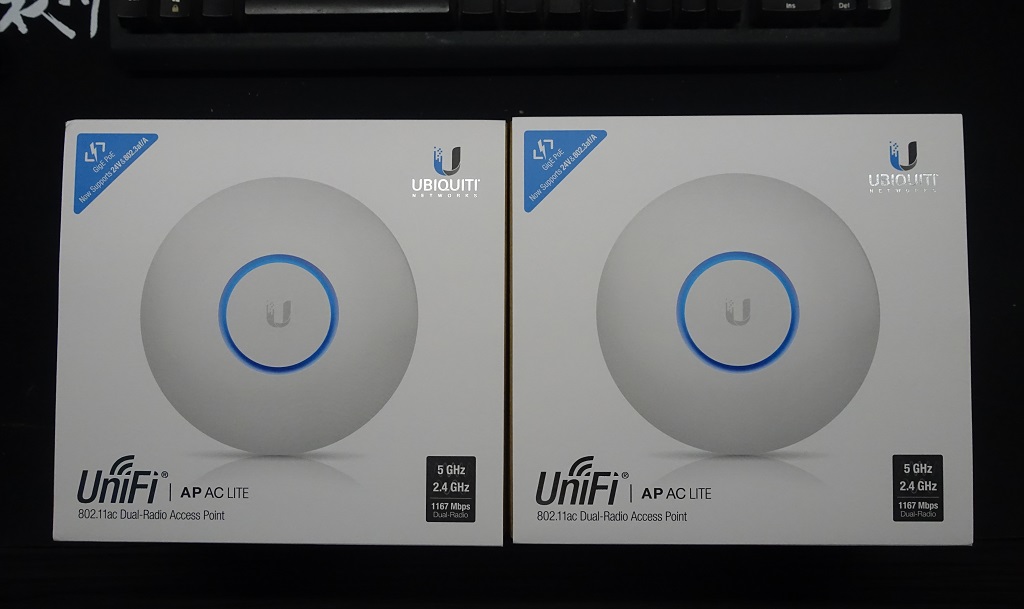 Ins
Del
GigE PoE
Now Supports 24V & 802.3af/A
UBIQUITI
NETWORKS
U
UniFi® | AP AC LITE
802.11ac Dual-Radio Access Point
5 GHz
2.4 GHz
1167 Mbps
Dual-Radio
GigE PoE
Now Supports 24V & 802.3af/A
UBIQUITI
NETWORKS
U
UniFi® | AP AC LITE
802.11ac Dual-Radio Access Point
5 GHz
2.4 GHz
1167 Mbps
Dual-Radio